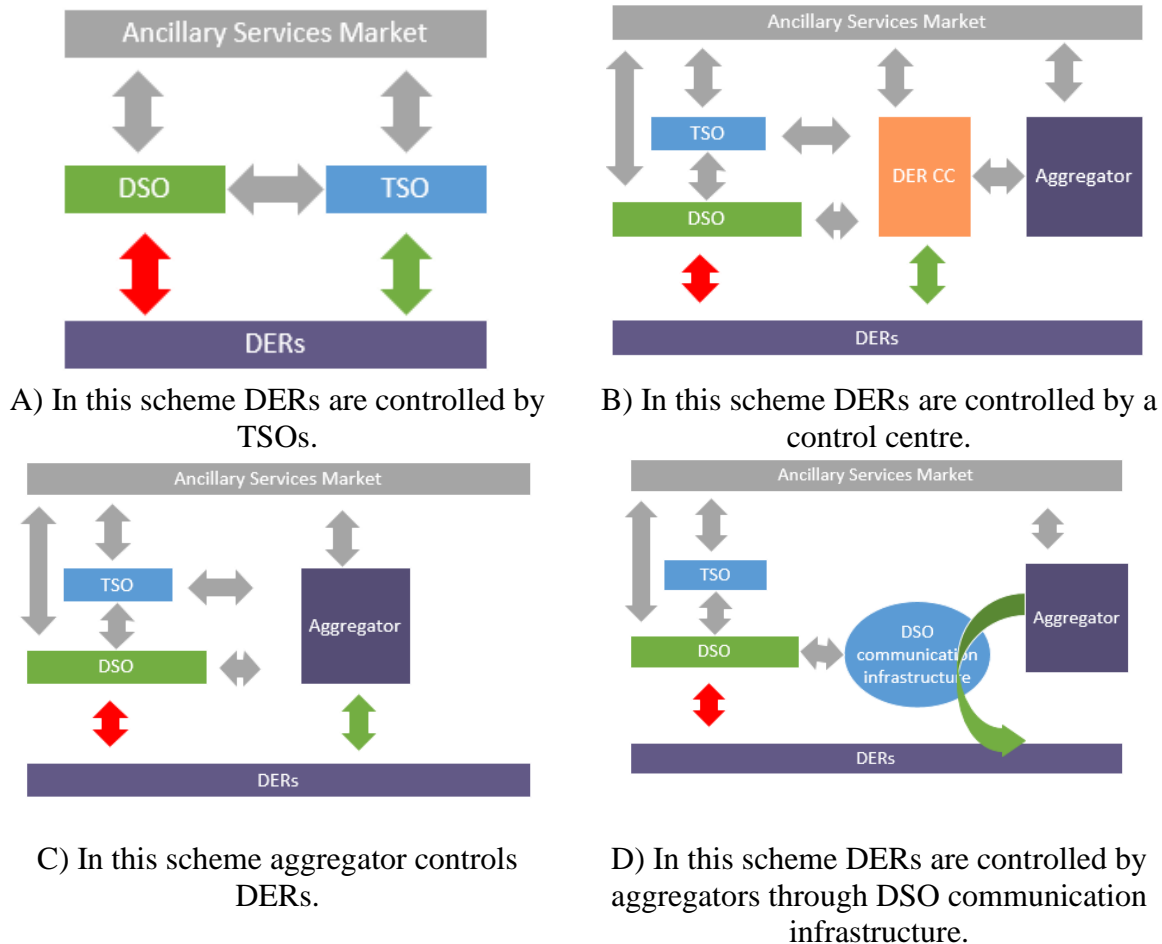 Ancillary Services Market
DSO
TSO
DERs
A) In this scheme DERs are controlled by
TSOs.
Ancillary Services Market
TSO
DER CC
Aggregator
DSO
DERs
B) In this scheme DERs are controlled by a
control centre.
Ancillary Services Market
TSO
Aggregator
DSO
DERs
C) In this scheme aggregator controls
DERs.
Ancillary Services Market
TSO
Aggregator
DSO
DSO
communication
infrastructure
DERs
D) In this scheme DERs are controlled by
aggregators through DSO communication
infrastructure.